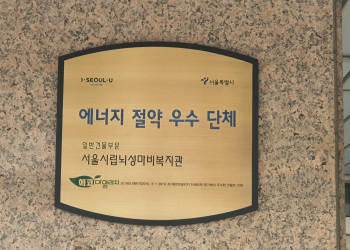 I·SEOUL·U
서울특별시
에너지 절약 우수 단체
일반건물부문
서울시립뇌성마비복지관
에코마일리지